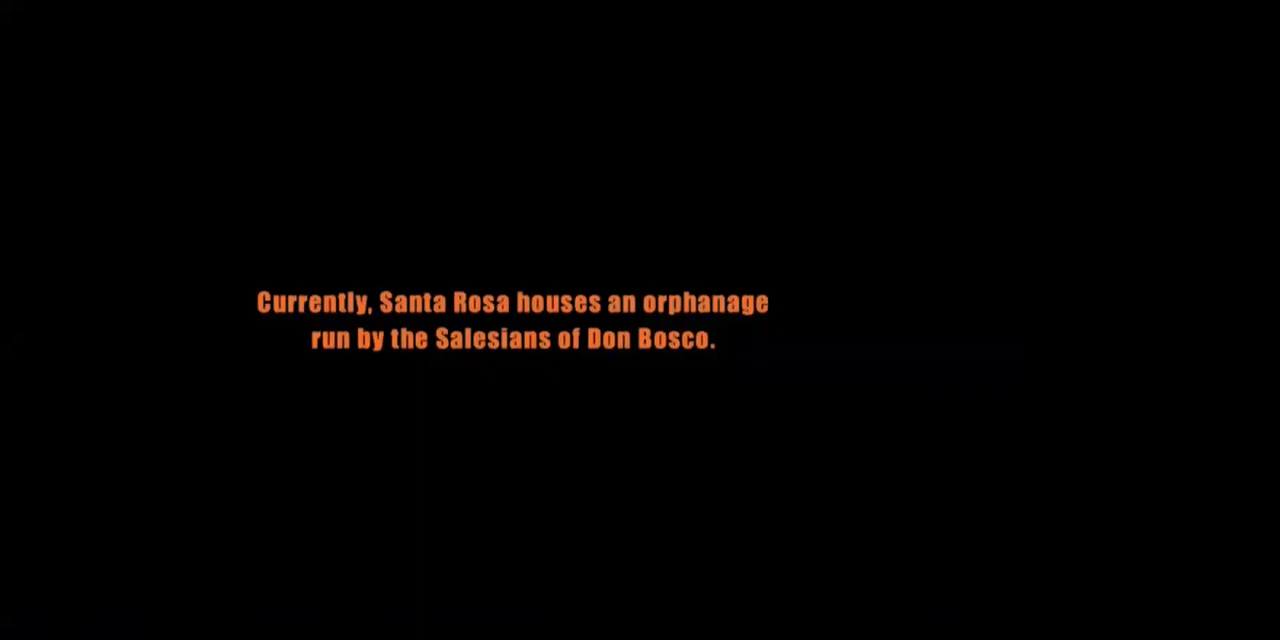 Currently, Santa Rosa houses an orphanage
run by the Salesians of Don Bosco.